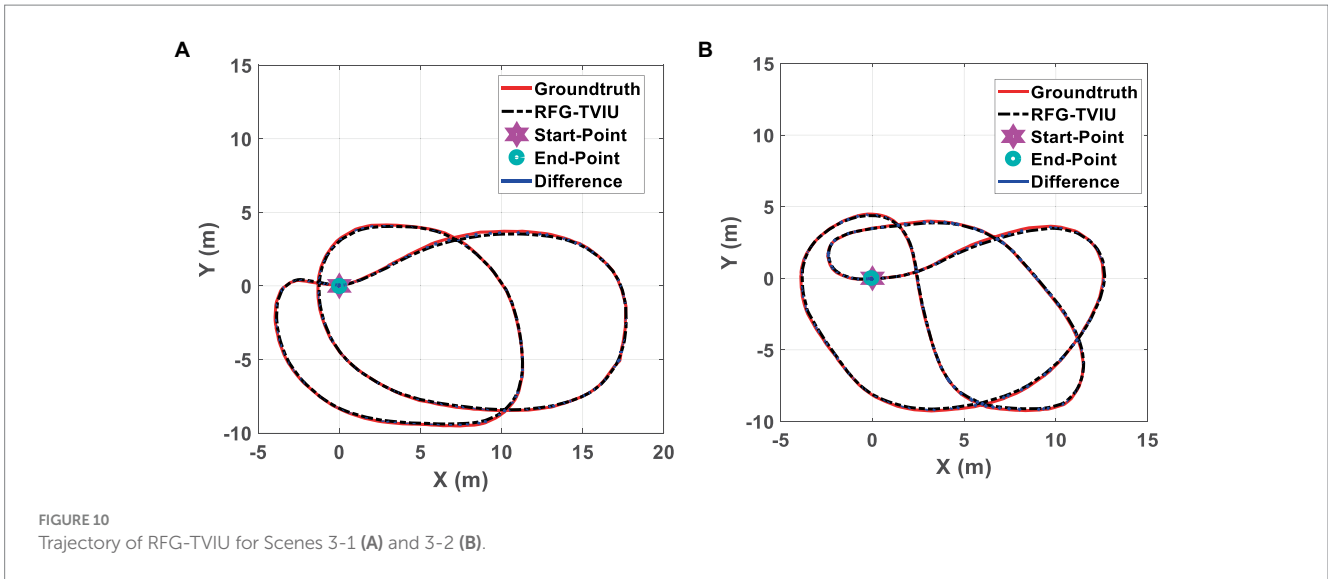 A
15
10
5
0
-5
-10
-5
0
5
10
15
20
Y (m)
X (m)
Groundtruth
RFG-TVIU
Start-Point
End-Point
Difference
B
15
10
5
0
-5
-10
-5
0
5
10
15
Y (m)
X (m)
Groundtruth
RFG-TVIU
Start-Point
End-Point
Difference
FIGURE 10
Trajectory of RFG-TVIU for Scenes 3-1 (A) and 3-2 (B).